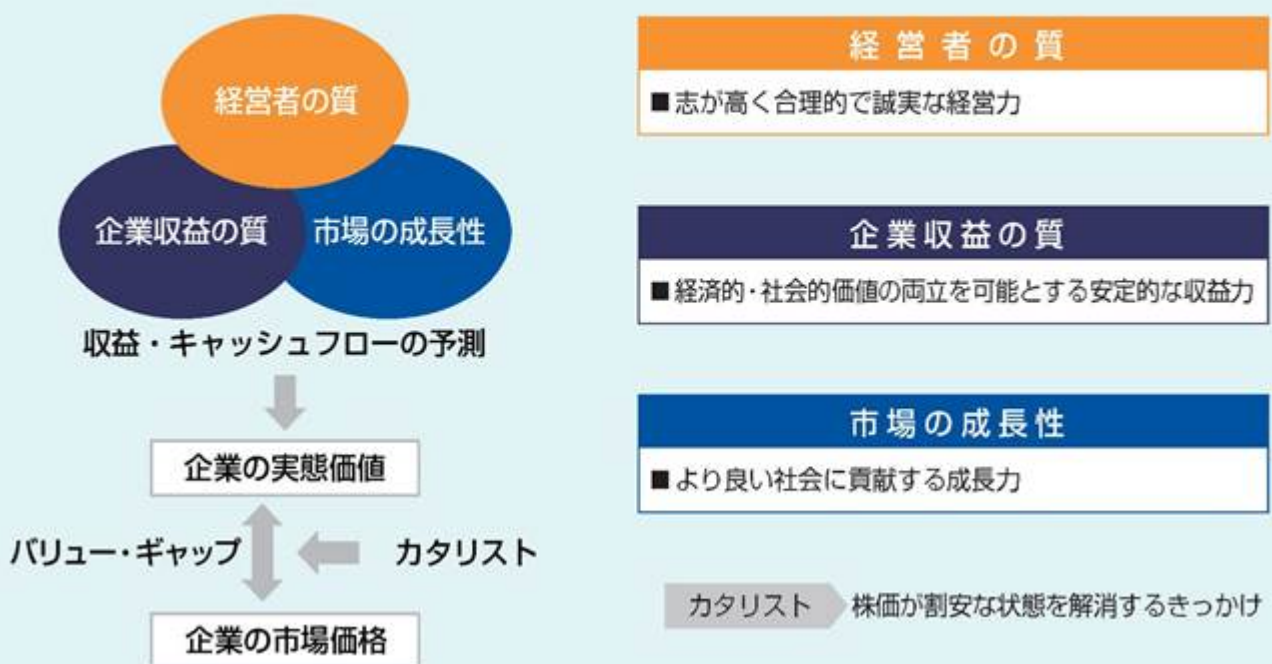 経営者の質
企業収益の質
市場の成長性
収益・キャッシュフローの予測
企業の実態価値
バリュー・ギャップ
カタリスト
企業の市場価格
経営者の質
■志が高く合理的で誠実な経営力
企業収益の質
■経済的・社会的価値の両立を可能とする安定的な収益力
市場の成長性
■より良い社会に貢献する成長力
カタリスト 株価が割安な状態を解消するきっかけ